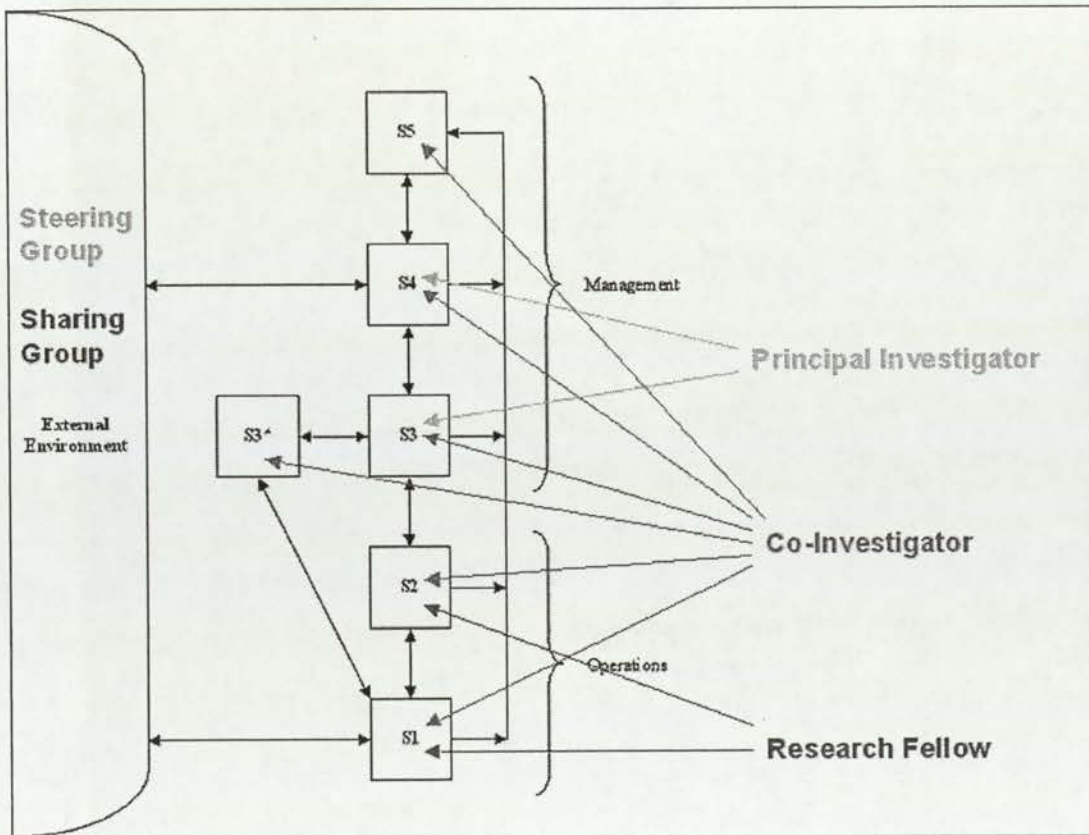 S5
Steering
Group
S4
Management
Sharing
Group
Principal Investigator
External
Environment
S3*
S3
Co-Investigator
S2
Operations
S1
Research Fellow